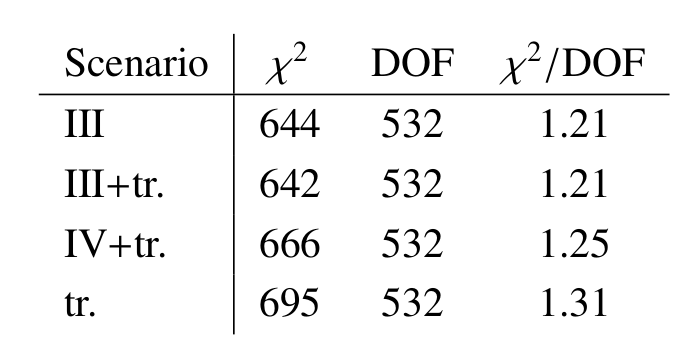 Scenario χ² DOF χ²/DOF
III 644 532 1.21
III+tr. 642 532 1.21
IV+tr. 666 532 1.25
tr. 695 532 1.31